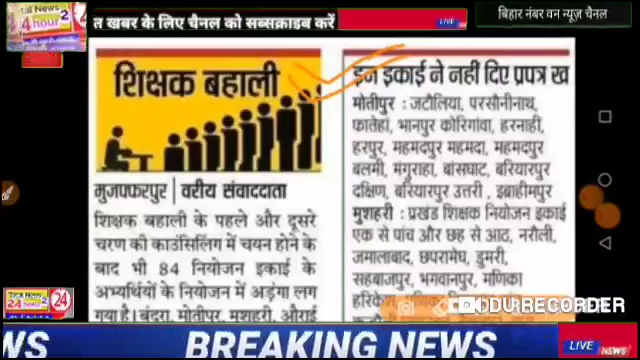 त खबर के लिए चैनल को सब्सक्राइब करें
LIVE
बिहार नंबर वन न्यूज़ चैनल
शिक्षक बहाली
मुजफ्फरपुर | वरीय संवाददाता
शिक्षक बहाली के पहले और दूसरे
चरण की काउंसिलिंग में चयन होने के
बाद भी 84 नियोजन इकाई के
अभ्यर्थियों के नियोजन में अड़ंगा लग
गया है। बंदरा, मोतीपुर, मुशहरी, औराई
इन इकाई ने नहीं दिए प्रपत्र ख
मोतीपुर : जटौलिया, परसौनीनाथ,
फातेहां, भानपुर कोरिगांवा, हरनाहीं,
हरपुर, महमदपुर महमदा, महमदपुर
बलमी, मंगुराहा, बांसघाट, बरियारपुर
दक्षिण, बरियारपुर उत्तरी , इब्राहीमपुर
मुशहरी : प्रखंड शिक्षक नियोजन इकाई
एक से पांच और छह से आठ, नरौली,
जमालाबाद, छपरामेघ, डुमरी,
सहबाजपुर, भगवानपुर, मणिका
DU RECORDER
24
WS BREAKING NEWS
LIVE
NEWS